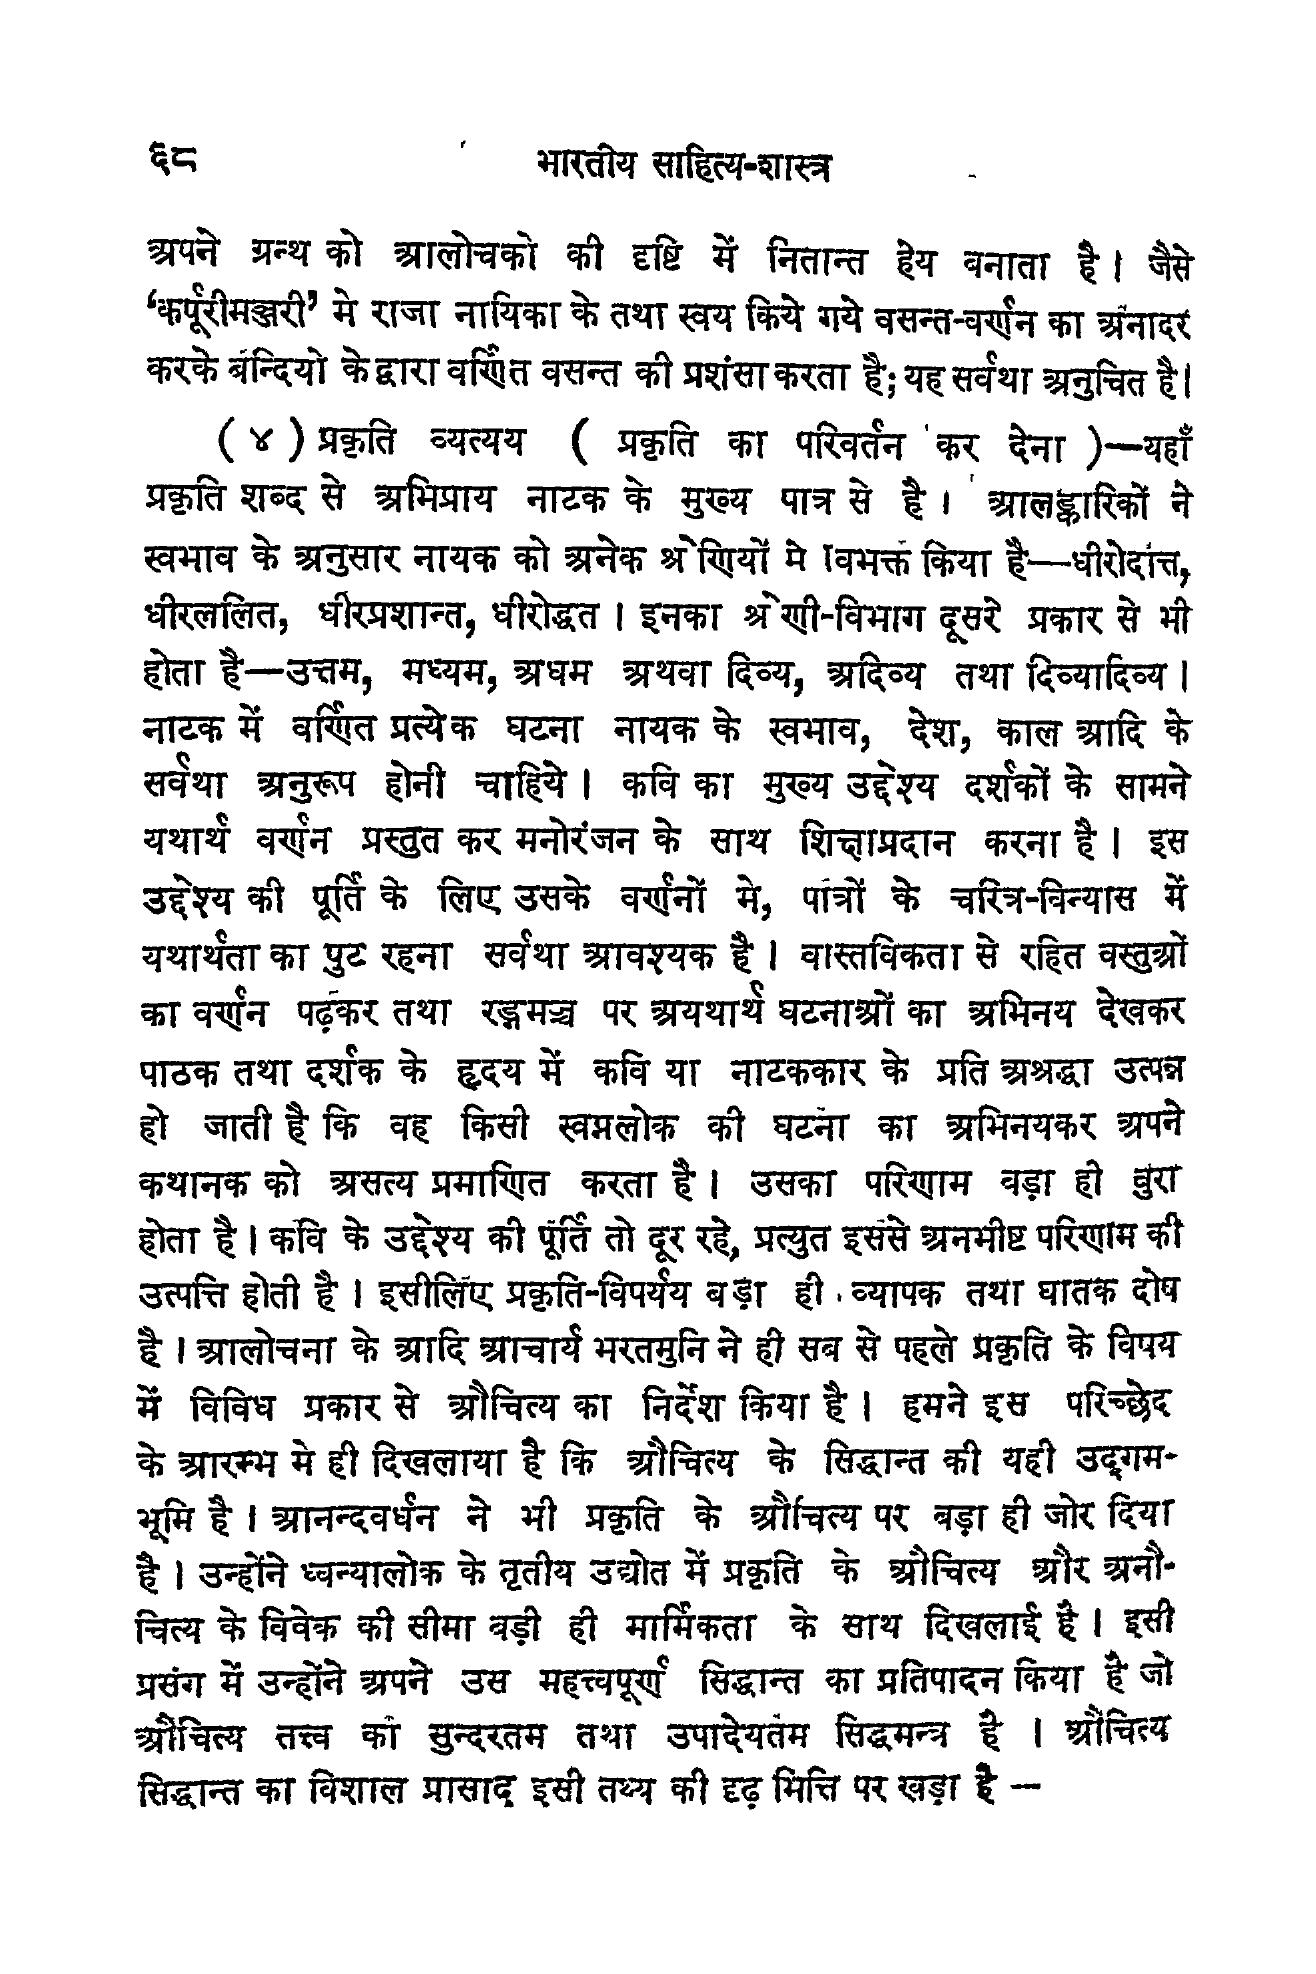 ६८ भारतीय साहित्य-शास्त्र
अपने ग्रन्थ को आलोचको की दृष्टि में नितान्त हेय बनाता है। जैसे
‘कर्पूरीमञ्जरी’ मे राजा नायिका के तथा स्वय किये गये वसन्त-वर्णन का अनादर
करके बन्दियो के द्वारा वर्णित वसन्त की प्रशंसा करता है; यह सर्वथा अनुचित है।
(४) प्रकृति व्यत्यय ( प्रकृति का परिवर्तन कर देना )—यहाँ
प्रकृति शब्द से अभिप्राय नाटक के मुख्य पात्र से है। आलङ्कारिकों ने
स्वभाव के अनुसार नायक को अनेक श्रेणियों मे विभक्त किया है—धीरोदात्त,
धीरललित, धीरप्रशान्त, धीरोद्धत। इनका श्रेणी-विभाग दूसरे प्रकार से भी
होता है—उत्तम, मध्यम, अधम अथवा दिव्य, अदिव्य तथा दिव्यादिव्य।
नाटक में वर्णित प्रत्येक घटना नायक के स्वभाव, देश, काल आदि के
सर्वथा अनुरूप होनी चाहिये। कवि का मुख्य उद्देश्य दर्शकों के सामने
यथार्थ वर्णन प्रस्तुत कर मनोरंजन के साथ शिक्षाप्रदान करना है। इस
उद्देश्य की पूर्ति के लिए उसके वर्णनों मे, पात्रों के चरित्र-विन्यास में
यथार्थता का पुट रहना सर्वथा आवश्यक है। वास्तविकता से रहित वस्तुओं
का वर्णन पढ़कर तथा रङ्गमञ्च पर अयथार्थ घटनाओं का अभिनय देखकर
पाठक तथा दर्शक के हृदय में कवि या नाटककार के प्रति अश्रद्धा उत्पन्न
हो जाती है कि वह किसी स्वप्नलोक की घटना का अभिनयकर अपने
कथानक को असत्य प्रमाणित करता है। उसका परिणाम बड़ा ही बुरा
होता है। कवि के उद्देश्य की पूर्ति तो दूर रहे, प्रत्युत इससे अनभीष्ट परिणाम की
उत्पत्ति होती है। इसीलिए प्रकृति-विपर्यय बड़ा ही व्यापक तथा घातक दोष
है। आलोचना के आदि आचार्य भरतमुनि ने ही सब से पहले प्रकृति के विषय
में विविध प्रकार से औचित्य का निर्देश किया है। हमने इस परिच्छेद
के आरम्भ मे ही दिखलाया है कि औचित्य के सिद्धान्त की यही उद्गम-
भूमि है। आनन्दवर्धन ने भी प्रकृति के औचित्य पर बड़ा ही जोर दिया
है। उन्होंने ध्वन्यालोक के तृतीय उद्योत में प्रकृति के औचित्य और अनौ-
चित्य के विवेक की सीमा बड़ी ही मार्मिकता के साथ दिखलाई है। इसी
प्रसंग में उन्होंने अपने उस महत्त्वपूर्ण सिद्धान्त का प्रतिपादन किया है जो
औचित्य तत्त्व का सुन्दरतम तथा उपादेयतम सिद्धमन्त्र है। औचित्य
सिद्धान्त का विशाल प्रासाद इसी तथ्य की दृढ़ भित्ति पर खड़ा है —